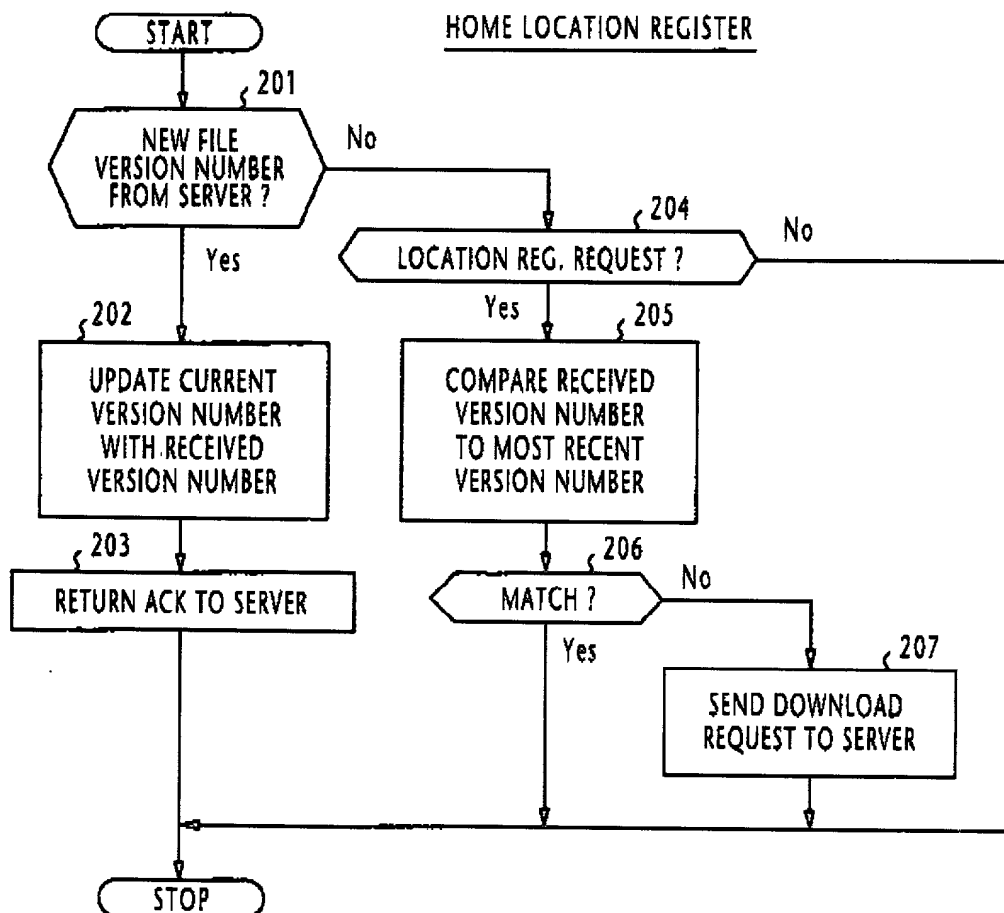 START
HOME LOCATION REGISTER
201
NEW FILE
VERSION NUMBER
FROM SERVER ?
No
Yes
204
LOCATION REG. REQUEST ?
No
Yes
202
UPDATE CURRENT
VERSION NUMBER
WITH RECEIVED
VERSION NUMBER
205
COMPARE RECEIVED
VERSION NUMBER
TO MOST RECENT
VERSION NUMBER
203
RETURN ACK TO SERVER
206
MATCH ?
No
Yes
207
SEND DOWNLOAD
REQUEST TO SERVER
STOP